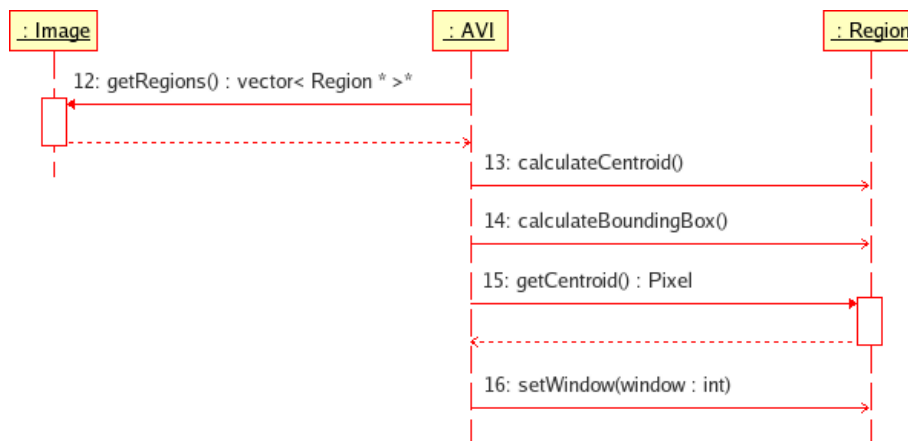 : Image
: AVI
: Region
12: getRegions() : vector< Region * >*
13: calculateCentroid()
14: calculateBoundingBox()
15: getCentroid() : Pixel
16: setWindow(window : int)